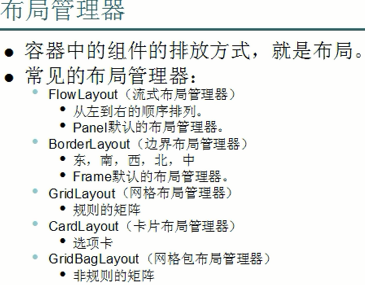 布局管理器
容器中的组件的排放方式，就是布局。
常见的布局管理器：
FlowLayout（流式布局管理器）
从左到右的顺序排列。
Panel默认的布局管理器。
BorderLayout（边界布局管理器）
东，南，西，北，中
Frame默认的布局管理器。
GridLayout（网格布局管理器）
规则的矩阵
CardLayout（卡片布局管理器）
选项卡
GridBagLayout（网格包布局管理器）
非规则的矩阵